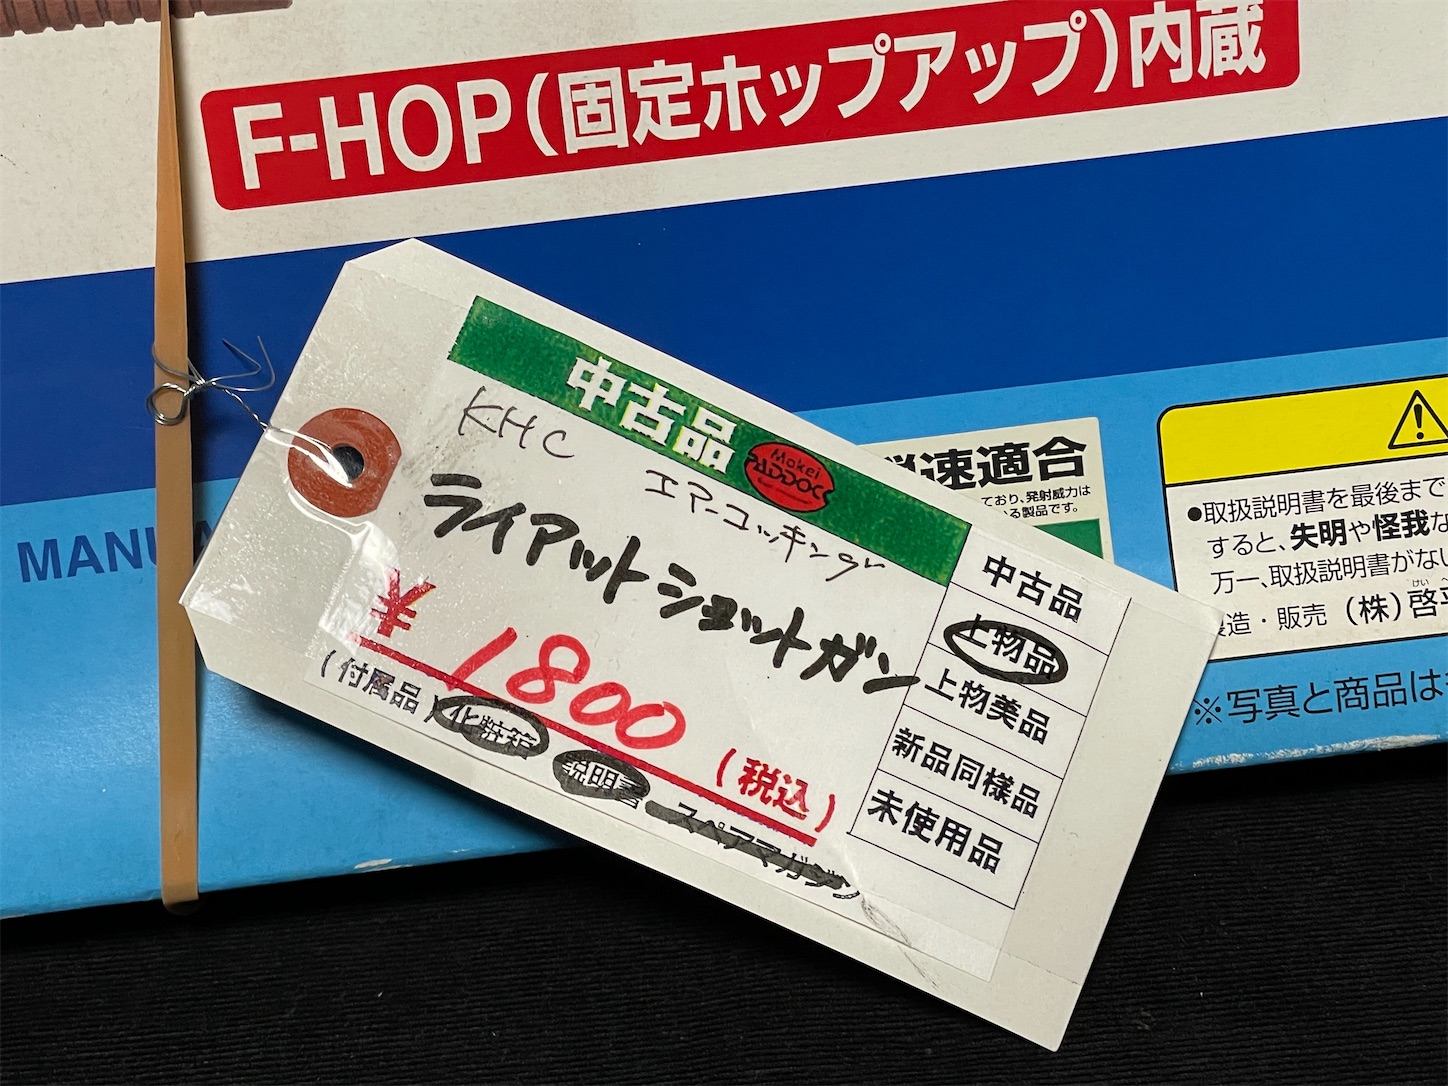 F-HOP(固定ホップアップ)内蔵
中古品
Mokei
PADDOCK
KHC
エアーコッキング
ライアットショットガン
¥1800
(税込)
(付属品) 化粧箱 説明書 スペアマガジン
中古品
上物品
上物美品
新品同様品
未使用品
MANU
速適合
ており、発射威力は
る製品です。
●取扱説明書を最後まで
すると、失明や怪我な
万一、取扱説明書がない
けい
造・販売 (株)啓平
※写真と商品は